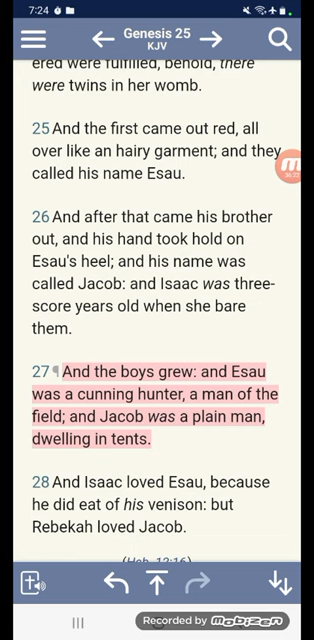 7:24
Genesis 25
KJV
ered were fulfilled, behold, there
were twins in her womb.
25 And the first came out red, all
over like an hairy garment; and they
called his name Esau.
26 And after that came his brother
out, and his hand took hold on
Esau's heel; and his name was
called Jacob: and Isaac was three-
score years old when she bare
them.
27 ¶ And the boys grew: and Esau
was a cunning hunter, a man of the
field; and Jacob was a plain man,
dwelling in tents.
28 And Isaac loved Esau, because
he did eat of his venison: but
Rebekah loved Jacob.
(Heb. 12:16)
Recorded by mobizen